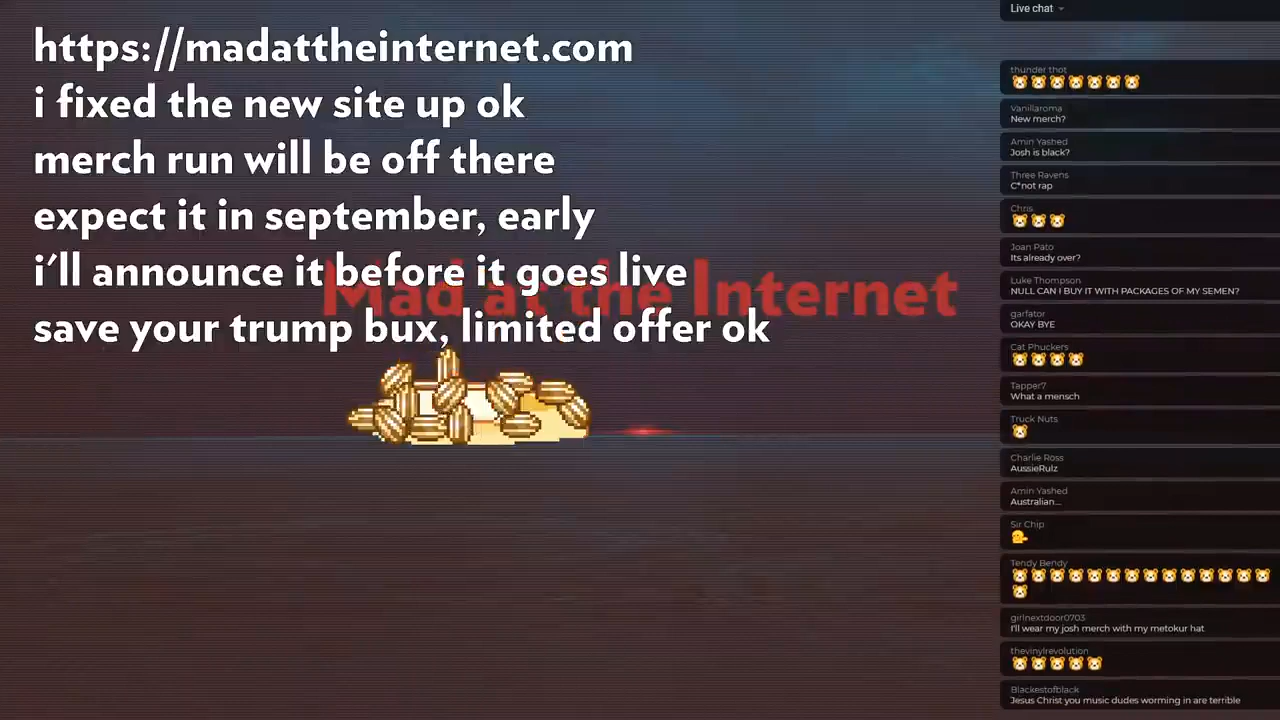 https://madattheinternet.com
i fixed the new site up ok
merch run will be off there
expect it in september, early
i'll announce it before it goes live
save your trump bux, limited offer ok
Mad at the Internet
Live chat
thunder thot
Vanillaroma
New merch?
Amin Yashed
Josh is black?
Three Ravens
C*not rap
Chris
Joan Pato
Its already over?
Luke Thompson
NULL CAN I BUY IT WITH PACKAGES OF MY SEMEN?
garfator
OKAY BYE
Cat Phuckers
Tapper7
What a mensch
Truck Nuts
Charlie Ross
AussieRulz
Amin Yashed
Australian...
Sir Chip
Tendy Bendy
girlnextdoor0703
I'll wear my josh merch with my metokur hat
thevinylrevolution
Blackestofblack
Jesus Christ you music dudes worming in are terrible